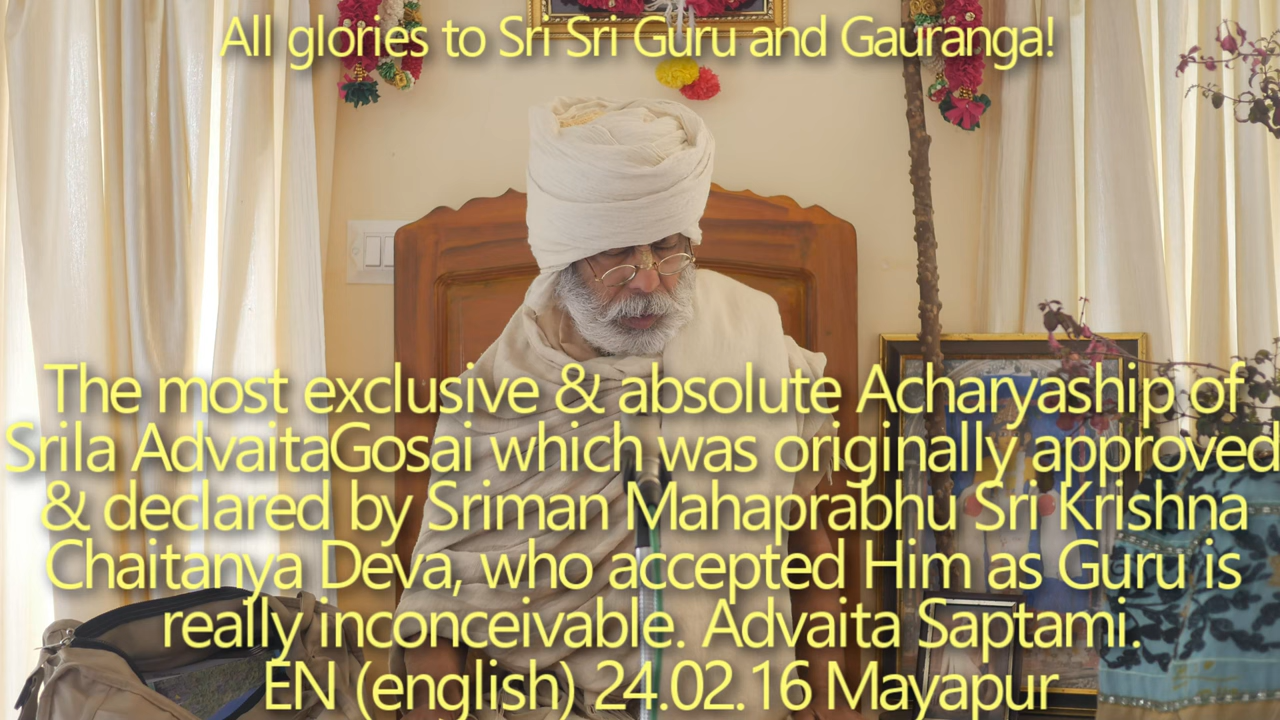 All glories to Sri Sri Guru and Gauranga!
The most exclusive & absolute Acharyaship of
Srila AdvaitaGosai which was originally approved
& declared by Sriman Mahaprabhu Sri Krishna
Chaitanya Deva, who accepted Him as Guru is
really inconceivable. Advaita Saptami.
EN (english) 24.02.16 Mayapur